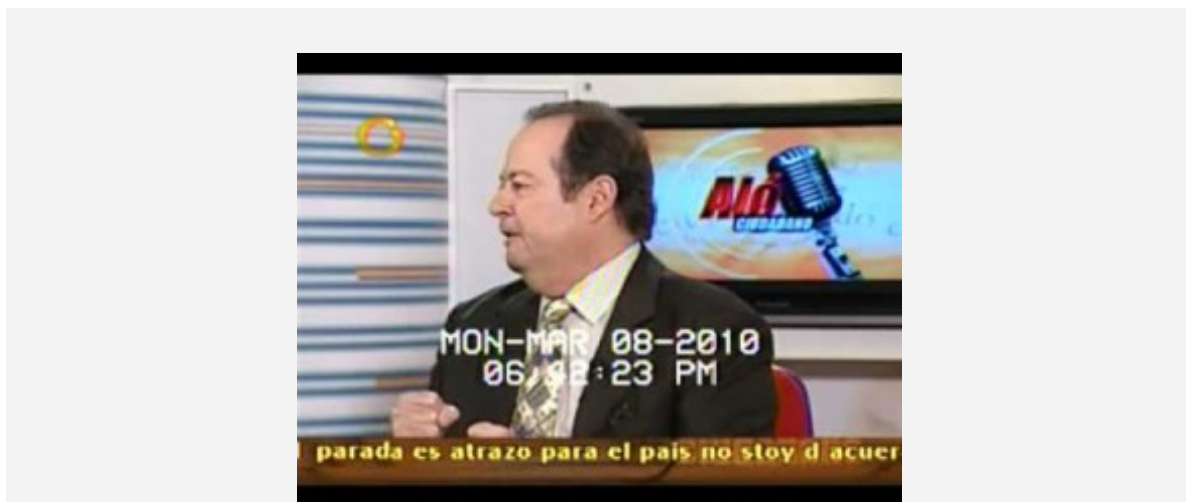 Aló
CIUDADANO
MON-MAR 08-2010
06:42:23 PM
parada es atrazo para el pais no stoy d acuer